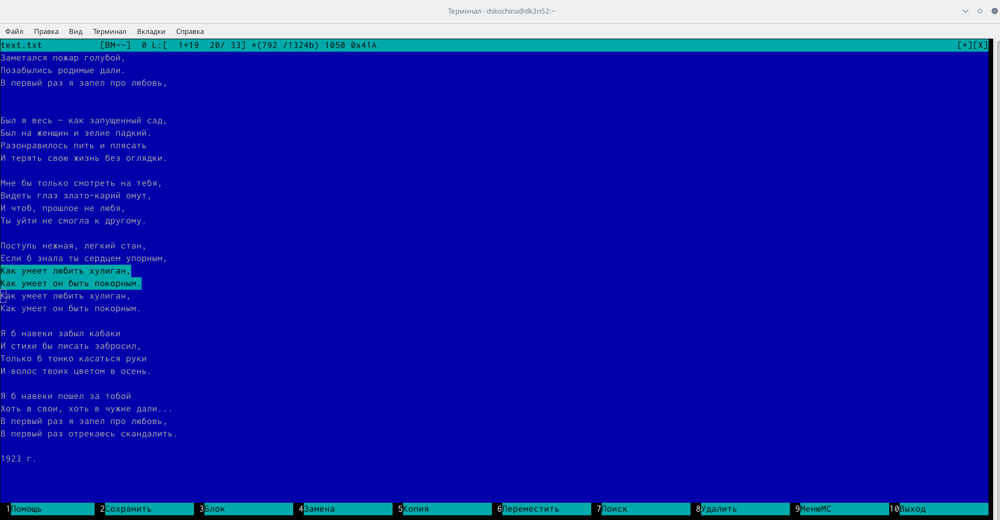 Терминал - dskochina@dk3n52:~
Файл Правка Вид Терминал Вкладки Справка
text.txt [BM--] 0 L:[ 1+19 20/ 33] *(792 /1324b) 1050 0x41A [*][X]
Заметался пожар голубой,
Позабылись родимые дали.
В первый раз я запел про любовь,
Был я весь – как запущенный сад,
Был на женщин и зелие падкий.
Разонравилось пить и плясать
И терять свою жизнь без оглядки.
Мне бы только смотреть на тебя,
Видеть глаз злато-карий омут,
И чтоб, прошлое не любя,
Ты уйти не смогла к другому.
Поступь нежная, легкий стан,
Если б знала ты сердцем упорным,
Как умеет любить хулиган,
Как умеет он быть покорным.
Как умеет любить хулиган,
Как умеет он быть покорным.
Я б навеки забыл кабаки
И стихи бы писать забросил,
Только б тонко касаться руки
И волос твоих цветом в осень.
Я б навеки пошел за тобой
Хоть в свои, хоть в чужие дали...
В первый раз я запел про любовь,
В первый раз отрекаюсь скандалить.
1923 г.
1Помощь 2Сохранить 3Блок 4Замена 5Копия 6Переместить 7Поиск 8Удалить 9МенюMC 10Выход